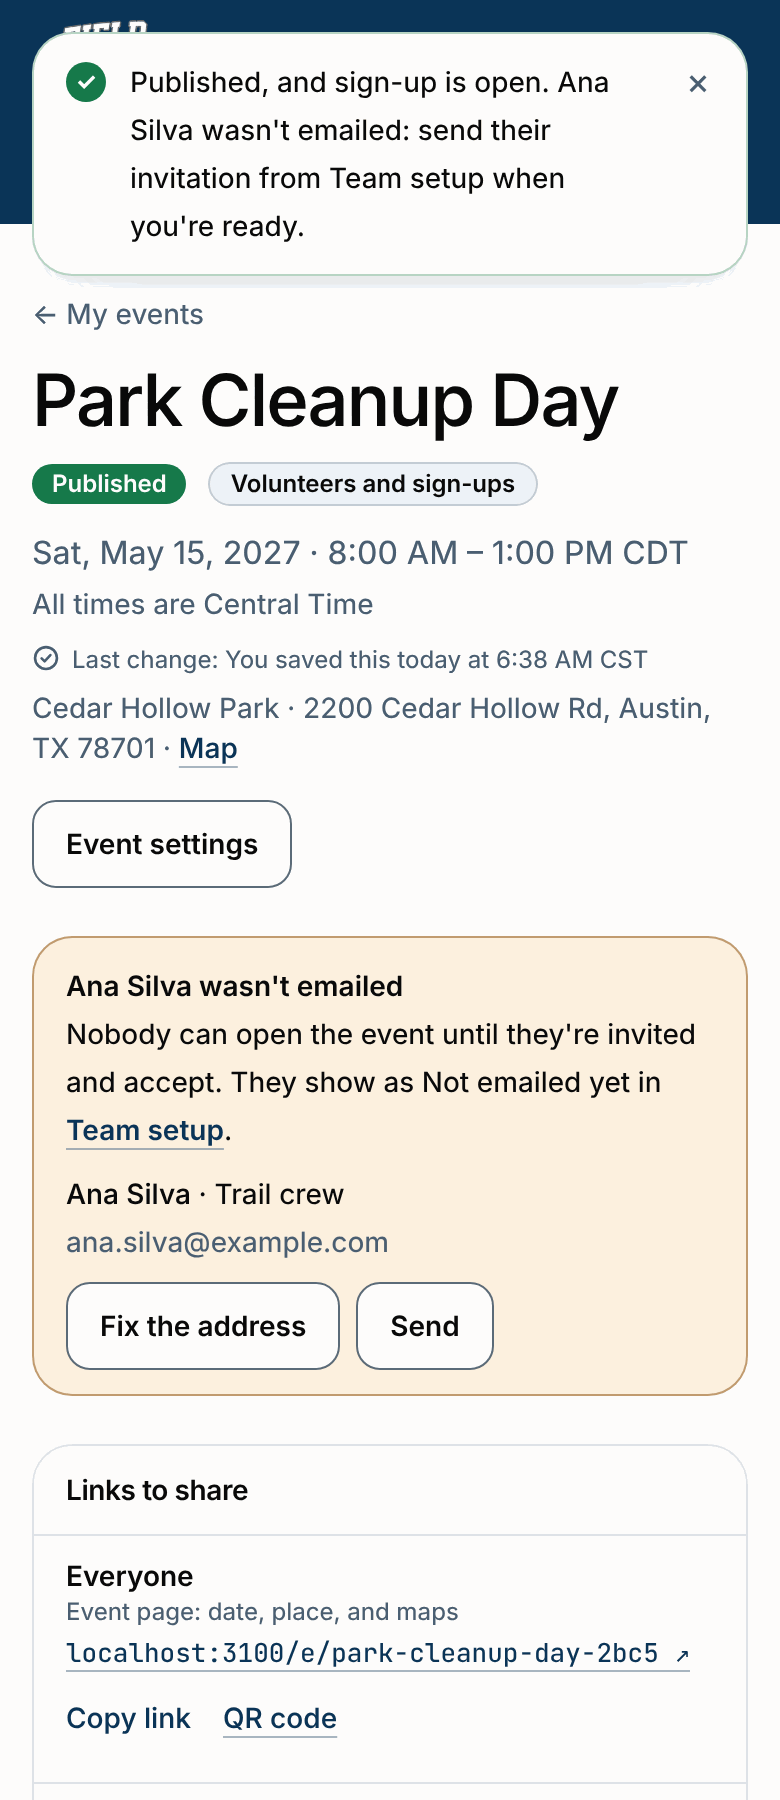 Published, and sign-up is open. Ana
Silva wasn't emailed: send their
invitation from Team setup when
you're ready.
← My events
Park Cleanup Day
Published
Volunteers and sign-ups
Sat, May 15, 2027 · 8:00 AM – 1:00 PM CDT
All times are Central Time
Last change: You saved this today at 6:38 AM CST
Cedar Hollow Park · 2200 Cedar Hollow Rd, Austin,
TX 78701 · Map
Event settings
Ana Silva wasn't emailed
Nobody can open the event until they're invited
and accept. They show as Not emailed yet in
Team setup.
Ana Silva · Trail crew
ana.silva@example.com
Fix the address
Send
Links to share
Everyone
Event page: date, place, and maps
localhost:3100/e/park-cleanup-day-2bc5 ↗
Copy link
QR code